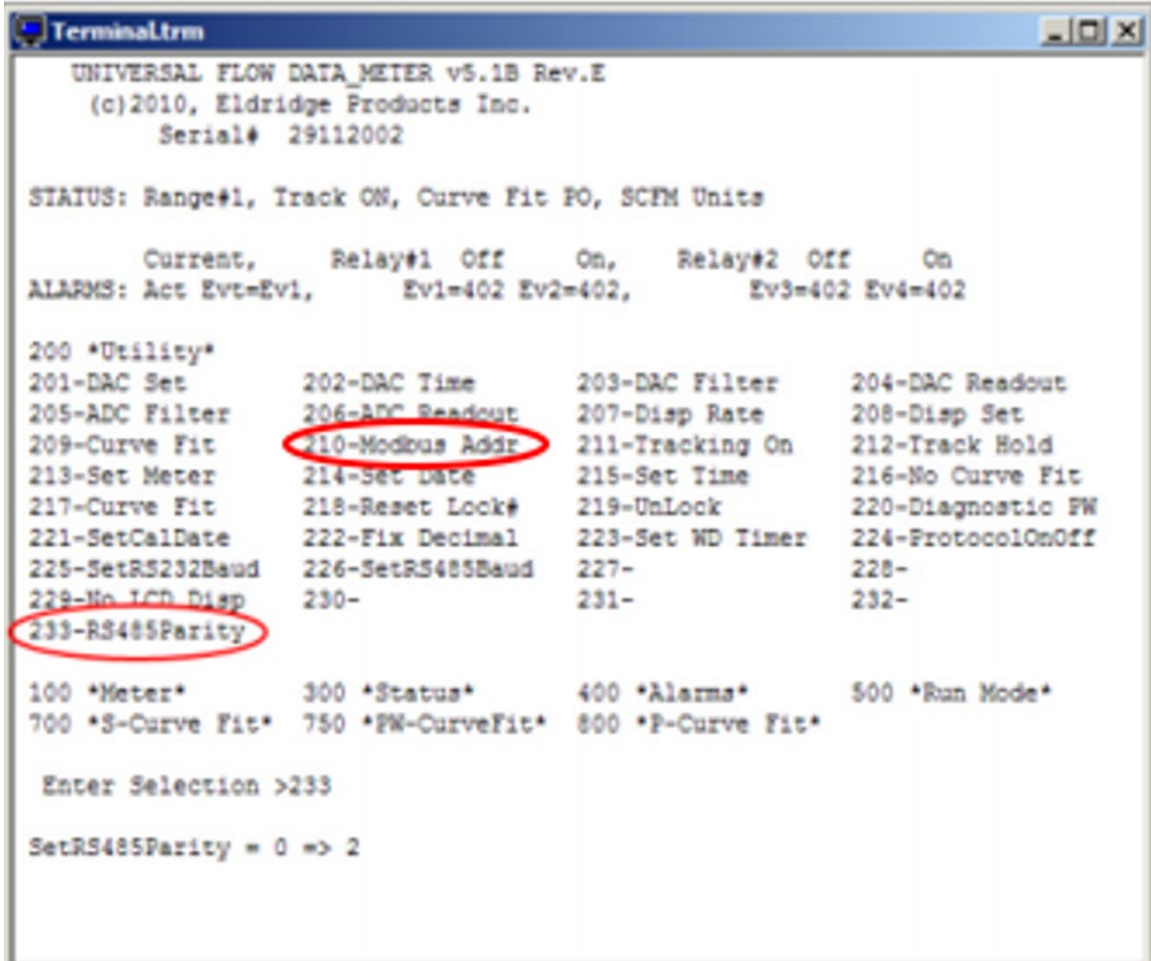 Terminal.trm
UNIVERSAL FLOW DATA_METER v5.1B Rev.E
(c)2010, Eldridge Products Inc.
Serial# 29112002
STATUS: Range#1, Track ON, Curve Fit PO, SCFM Units
Current, Relay#1 Off On, Relay#2 Off On
ALARMS: Act Evt=Ev1, Ev1=402 Ev2=402, Ev3=402 Ev4=402
200 *Utility*
201-DAC Set 202-DAC Time 203-DAC Filter 204-DAC Readout
205-ADC Filter 206-ADC Readout 207-Disp Rate 208-Disp Set
209-Curve Fit 210-Modbus Addr 211-Tracking On 212-Track Hold
213-Set Meter 214-Set Date 215-Set Time 216-No Curve Fit
217-Curve Fit 218-Reset Lock# 219-UnLock 220-Diagnostic PW
221-SetCalDate 222-Fix Decimal 223-Set WD Timer 224-ProtocolOnOff
225-SetRS232Baud 226-SetRS485Baud 227- 228-
229-No LCD Disp 230- 231- 232-
233-RS485Parity
100 *Meter* 300 *Status* 400 *Alarms* 500 *Run Mode*
700 *S-Curve Fit* 750 *PW-CurveFit* 800 *P-Curve Fit*
Enter Selection >233
SetRS485Parity = 0 => 2